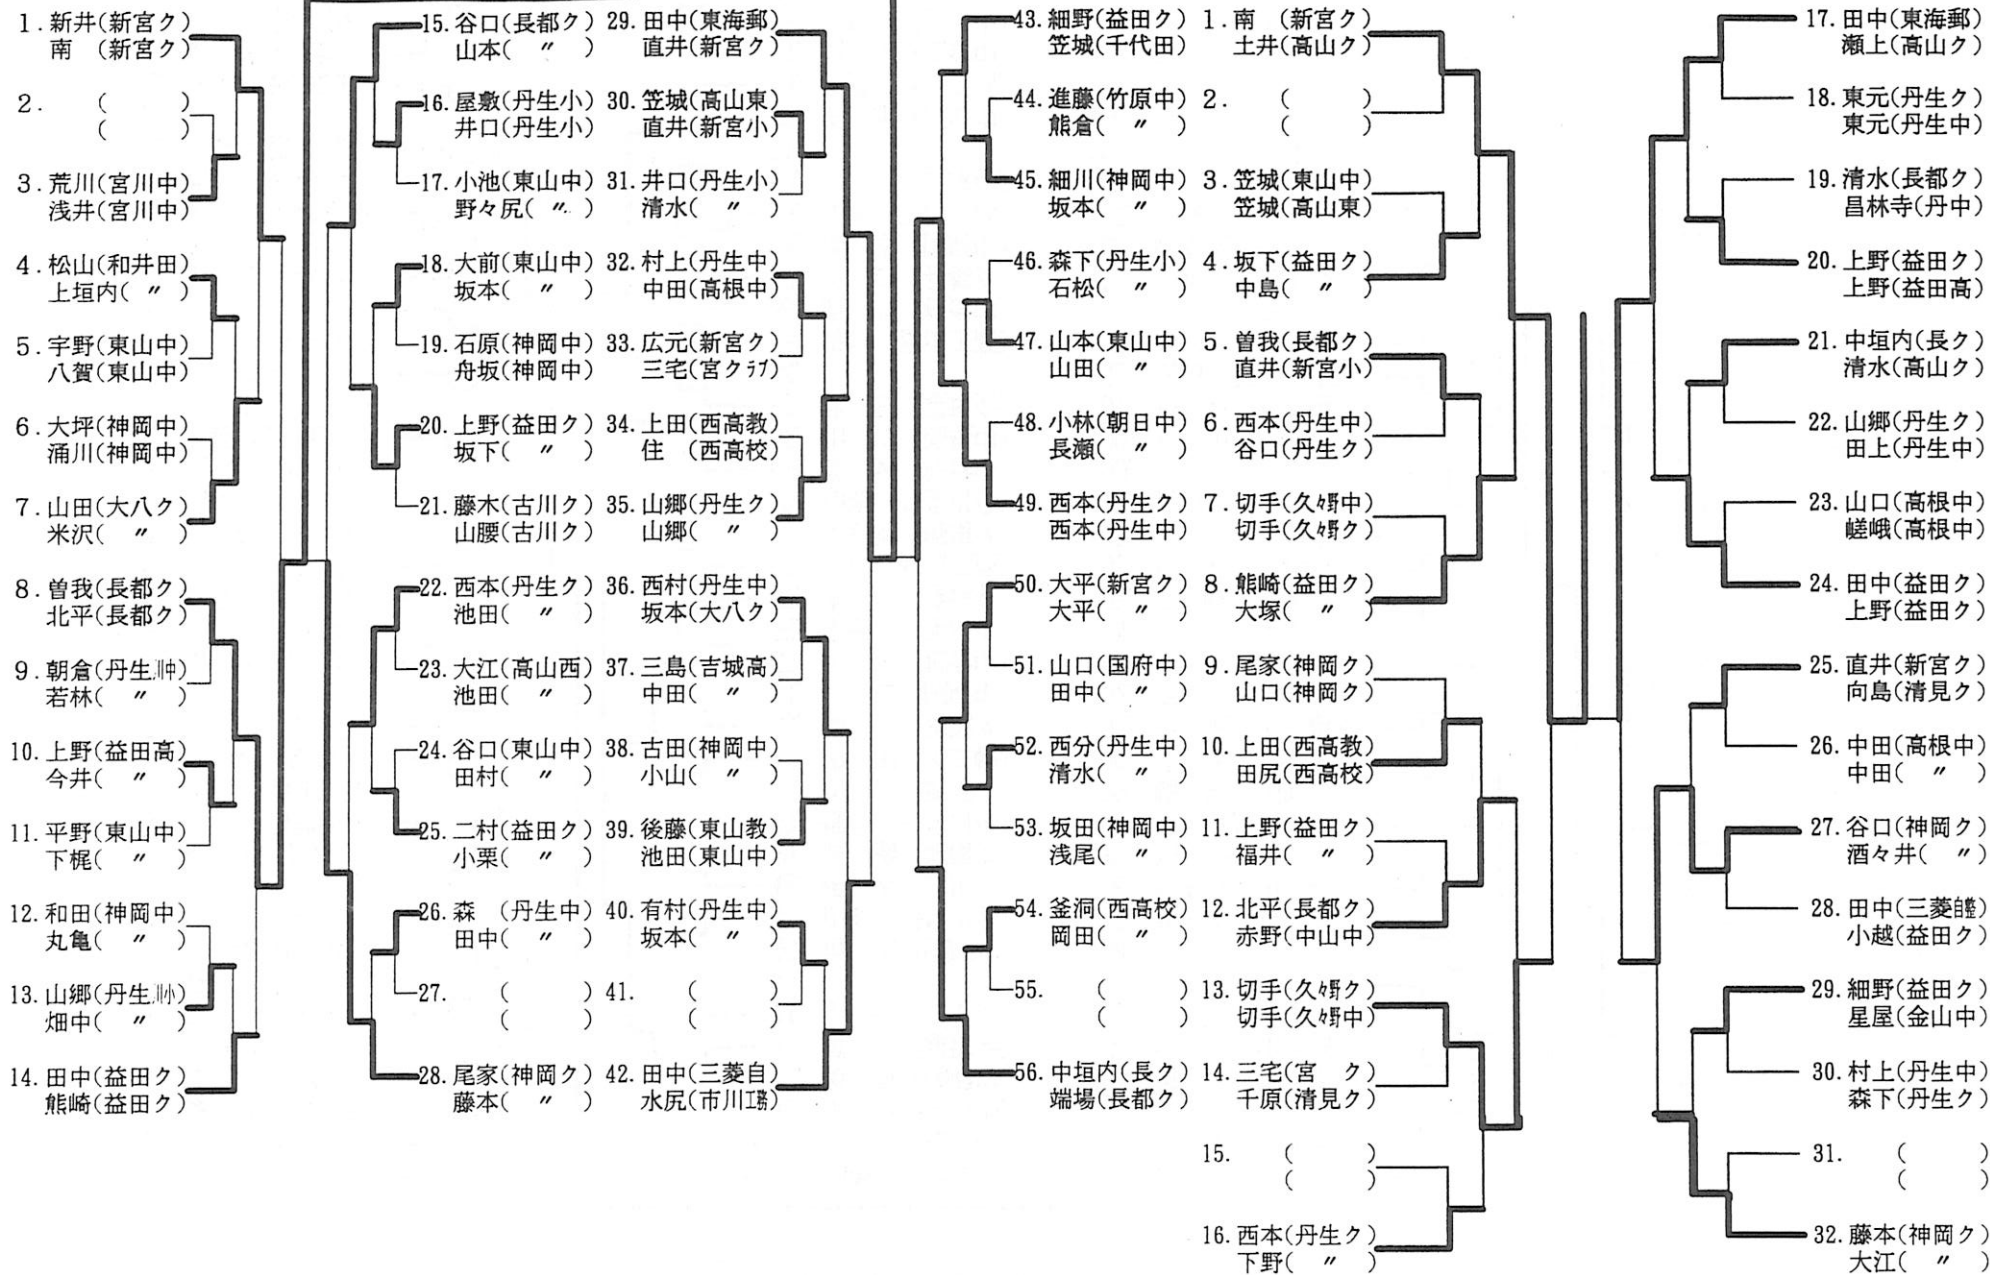 1. 新井(新宮ク)
南 (新宮ク)
2. ( )
( )
3. 荒川(宮川中)
浅井(宮川中)
4. 松山(和井田)
上垣内( 〃 )
5. 宇野(東山中)
八賀(東山中)
6. 大坪(神岡中)
涌川(神岡中)
7. 山田(大八ク)
米沢( 〃 )
8. 曽我(長都ク)
北平(長都ク)
9. 朝倉(丹生川中)
若林( 〃 )
10. 上野(益田高)
今井( 〃 )
11. 平野(東山中)
下梶( 〃 )
12. 和田(神岡中)
丸亀( 〃 )
13. 山郷(丹生川小)
畑中( 〃 )
14. 田中(益田ク)
熊崎(益田ク)
15. 谷口(長都ク)
山本( 〃 )
16. 屋敷(丹生小)
井口(丹生小)
17. 小池(東山中)
野々尻( 〃 )
18. 大前(東山中)
坂本( 〃 )
19. 石原(神岡中)
舟坂(神岡中)
20. 上野(益田ク)
坂下( 〃 )
21. 藤木(古川ク)
山腰(古川ク)
22. 西本(丹生ク)
池田( 〃 )
23. 大江(高山西)
池田( 〃 )
24. 谷口(東山中)
田村( 〃 )
25. 二村(益田ク)
小栗( 〃 )
26. 森 (丹生中)
田中( 〃 )
27. ( )
( )
28. 尾家(神岡ク)
藤本( 〃 )
29. 田中(東海郵)
直井(新宮ク)
30. 笠城(高山東)
直井(新宮小)
31. 井口(丹生小)
清水( 〃 )
32. 村上(丹生中)
中田(高根中)
33. 広元(新宮ク)
三宅(宮クラブ)
34. 上田(西高教)
住 (西高校)
35. 山郷(丹生ク)
山郷( 〃 )
36. 西村(丹生中)
坂本(大八ク)
37. 三島(吉城高)
中田( 〃 )
38. 古田(神岡中)
小山( 〃 )
39. 後藤(東山教)
池田(東山中)
40. 有村(丹生中)
坂本( 〃 )
41. ( )
( )
42. 田中(三菱自)
水尻(市川工務)
43. 細野(益田ク)
笠城(千代田)
44. 進藤(竹原中)
熊倉( 〃 )
45. 細川(神岡中)
坂本( 〃 )
46. 森下(丹生小)
石松( 〃 )
47. 山本(東山中)
山田( 〃 )
48. 小林(朝日中)
長瀬( 〃 )
49. 西本(丹生ク)
西本(丹生中)
50. 大平(新宮ク)
大平( 〃 )
51. 山口(国府中)
田中( 〃 )
52. 西分(丹生中)
清水( 〃 )
53. 坂田(神岡中)
浅尾( 〃 )
54. 釜洞(西高校)
岡田( 〃 )
55. ( )
( )
56. 中垣内(長ク)
端場(長都ク)
1. 南 (新宮ク)
土井(高山ク)
2. ( )
( )
3. 笠城(東山中)
笠城(高山東)
4. 坂下(益田ク)
中島( 〃 )
5. 曽我(長都ク)
直井(新宮小)
6. 西本(丹生中)
谷口(丹生ク)
7. 切手(久々野中)
切手(久々野ク)
8. 熊崎(益田ク)
大塚( 〃 )
9. 尾家(神岡ク)
山口(神岡ク)
10. 上田(西高教)
田尻(西高校)
11. 上野(益田ク)
福井( 〃 )
12. 北平(長都ク)
赤野(中山中)
13. 切手(久々野ク)
切手(久々野中)
14. 三宅(宮 ク)
千原(清見ク)
15. ( )
( )
16. 西本(丹生ク)
下野( 〃 )
17. 田中(東海郵)
瀬上(高山ク)
18. 東元(丹生ク)
東元(丹生中)
19. 清水(長都ク)
昌林寺(丹中)
20. 上野(益田ク)
上野(益田高)
21. 中垣内(長ク)
清水(高山ク)
22. 山郷(丹生ク)
田上(丹生中)
23. 山口(高根中)
嵯峨(高根中)
24. 田中(益田ク)
上野(益田ク)
25. 直井(新宮ク)
向島(清見ク)
26. 中田(高根中)
中田( 〃 )
27. 谷口(神岡ク)
酒々井( 〃 )
28. 田中(三菱自整)
小越(益田ク)
29. 細野(益田ク)
星屋(金山中)
30. 村上(丹生中)
森下(丹生ク)
31. ( )
( )
32. 藤本(神岡ク)
大江( 〃 )